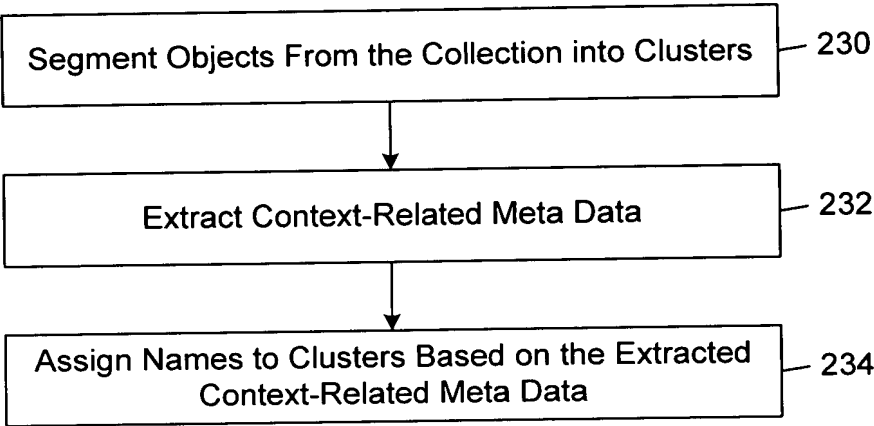 Segment Objects From the Collection into Clusters
230
Extract Context-Related Meta Data
232
Assign Names to Clusters Based on the Extracted
Context-Related Meta Data
234